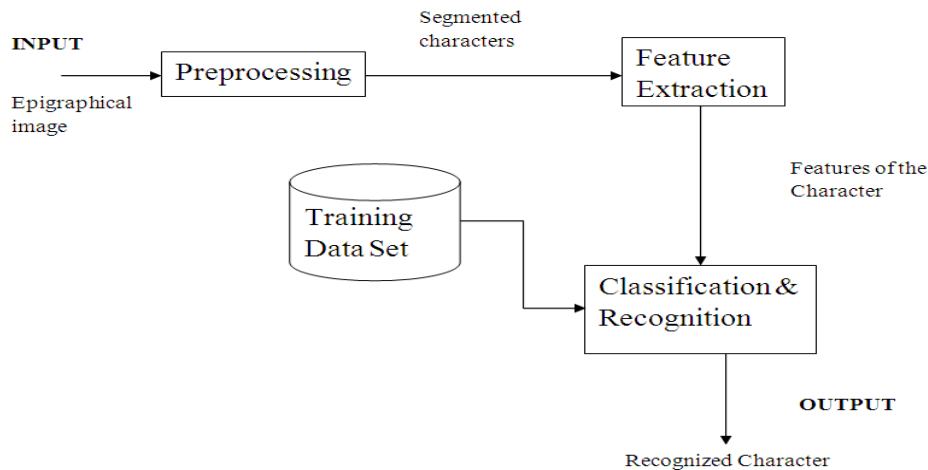 Segmented
characters
INPUT
Preprocessing
Feature
Extraction
Epigraphical
image
Features of the
Character
Training
Data Set
Classification &
Recognition
OUTPUT
Recognized Character